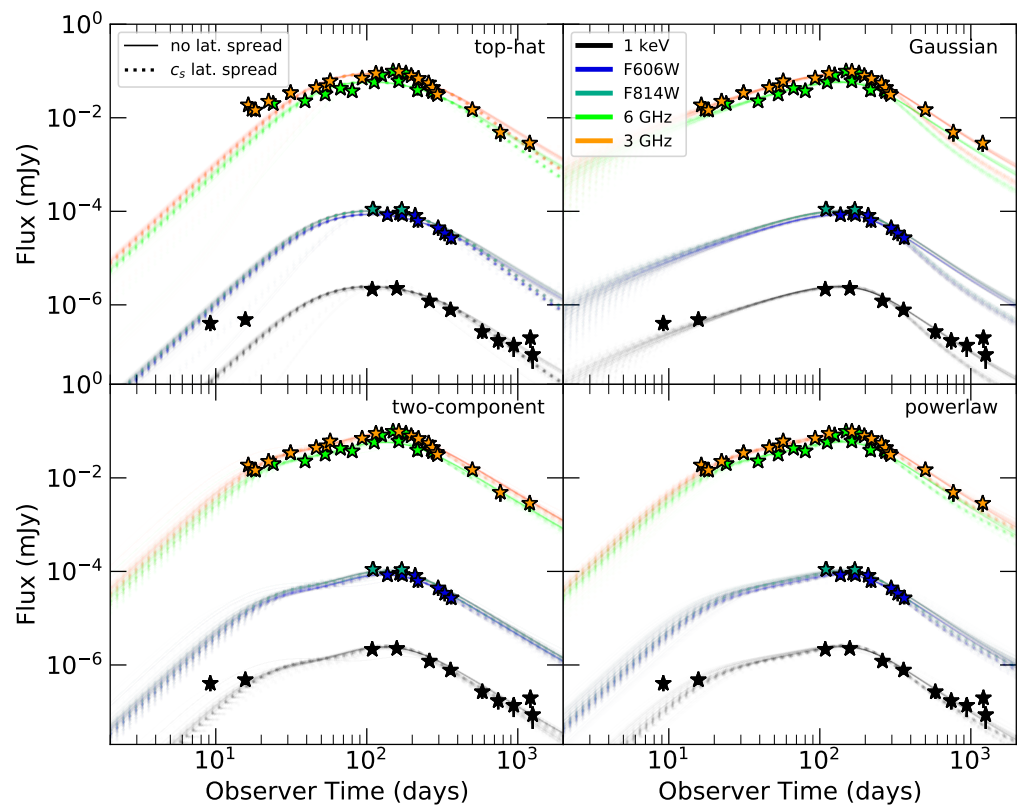 10^0
no lat. spread
c_s lat. spread
top-hat
1 keV
F606W
F814W
6 GHz
3 GHz
Gaussian
10^-2
10^-4
10^-6
Flux (mJy)
10^0
two-component
powerlaw
10^-2
10^-4
10^-6
Flux (mJy)
10^1 10^2 10^3
10^1 10^2 10^3
Observer Time (days)
Observer Time (days)